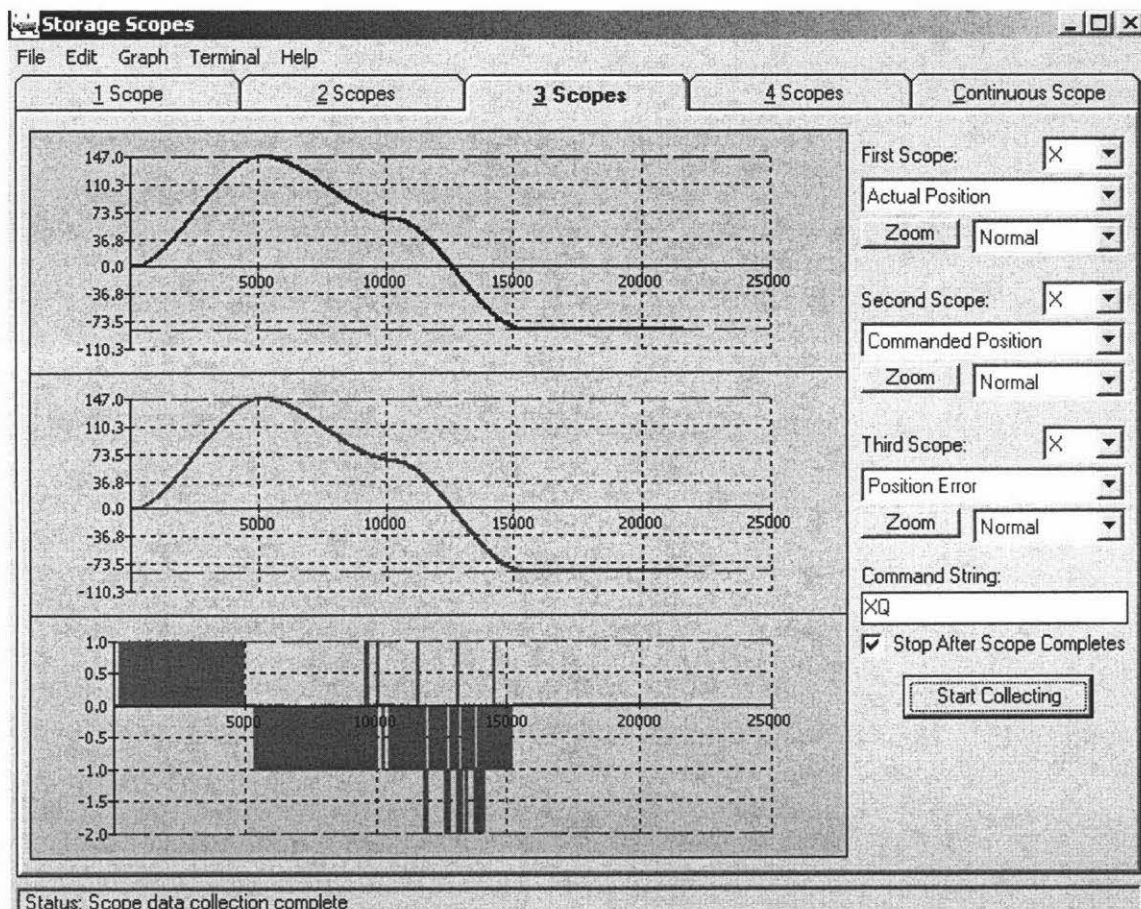 Storage Scopes
File Edit Graph Terminal Help
1 Scope 2 Scopes 3 Scopes 4 Scopes Continuous Scope
147.0
110.3
73.5
36.8
0.0
-36.8
-73.5
-110.3
5000 10000 15000 20000 25000
147.0
110.3
73.5
36.8
0.0
-36.8
-73.5
-110.3
5000 10000 15000 20000 25000
1.0
0.5
0.0
-0.5
-1.0
-1.5
-2.0
5000 10000 15000 20000 25000
First Scope: X
Actual Position
Zoom Normal
Second Scope: X
Commanded Position
Zoom Normal
Third Scope: X
Position Error
Zoom Normal
Command String:
XQ
Stop After Scope Completes
Start Collecting
Status: Scope data collection complete